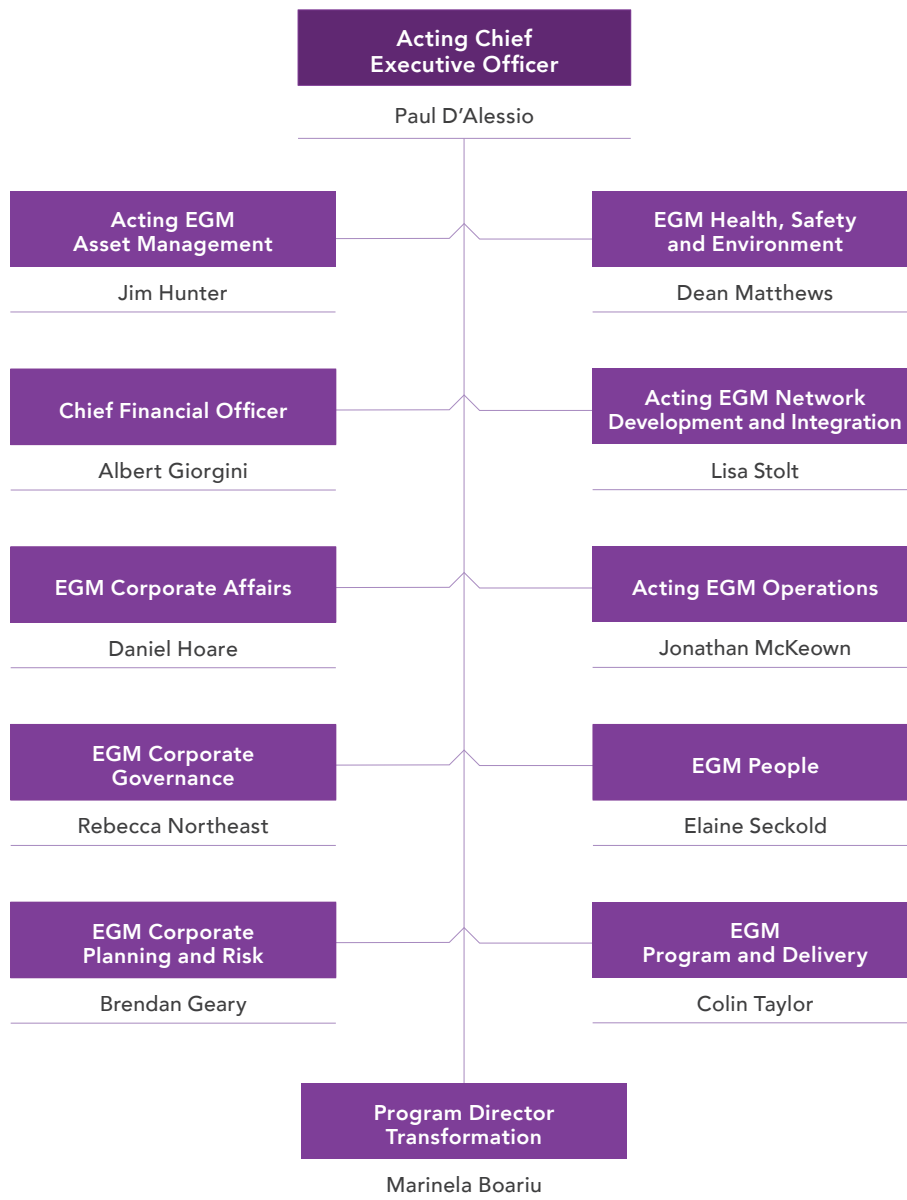 Acting Chief
Executive Officer
Paul D’Alessio
Acting EGM
Asset Management
Jim Hunter
EGM Health, Safety
and Environment
Dean Matthews
Chief Financial Officer
Albert Giorgini
Acting EGM Network
Development and Integration
Lisa Stolt
EGM Corporate Affairs
Daniel Hoare
Acting EGM Operations
Jonathan McKeown
EGM Corporate
Governance
Rebecca Northeast
EGM People
Elaine Seckold
EGM Corporate
Planning and Risk
Brendan Geary
EGM
Program and Delivery
Colin Taylor
Program Director
Transformation
Marinela Boariu